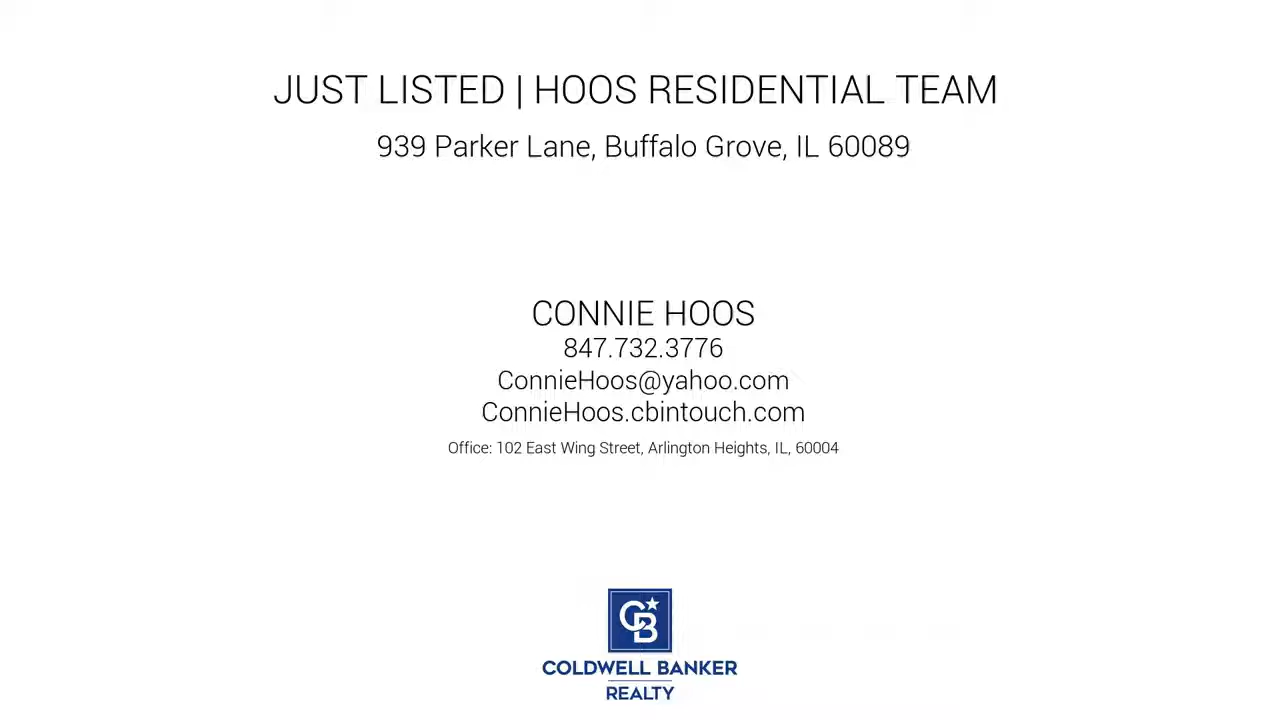 JUST LISTED | HOOS RESIDENTIAL TEAM
939 Parker Lane, Buffalo Grove, IL 60089
CONNIE HOOS
847.732.3776
ConnieHoos@yahoo.com
ConnieHoos.cbintouch.com
Office: 102 East Wing Street, Arlington Heights, IL, 60004
CB
COLDWELL BANKER
REALTY